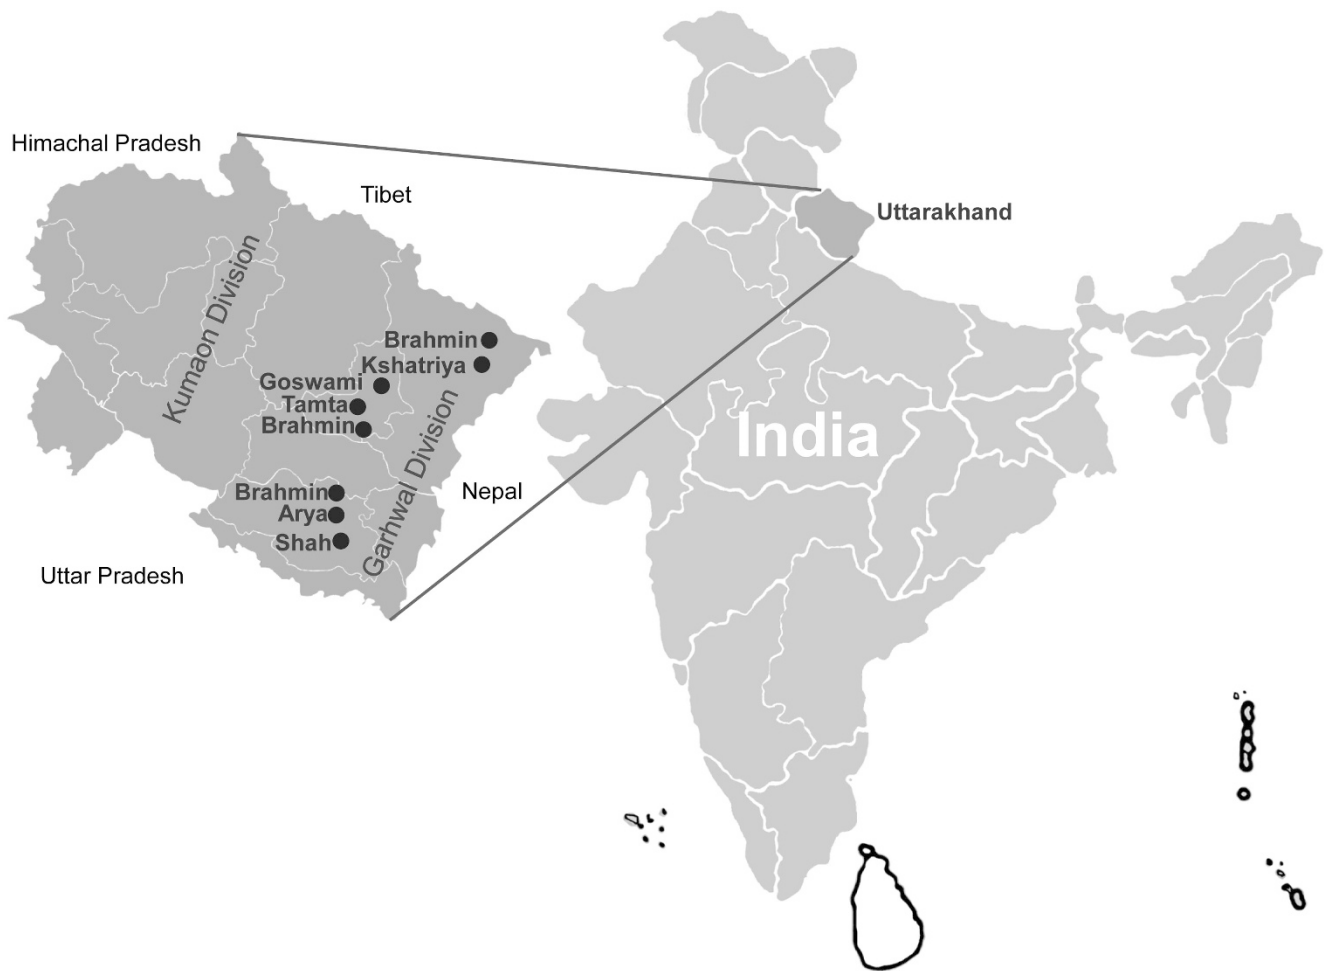 Himachal Pradesh
Tibet
Uttarakhand
Kumaon Division
Brahmin
Kshatriya
Goswami
Tamta
Brahmin
Garhwal Division
India
Brahmin
Nepal
Arya
Shah
Uttar Pradesh